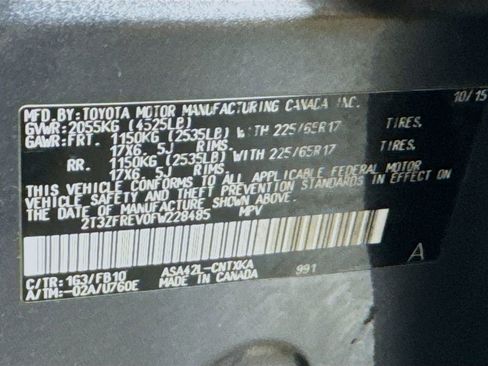 MFD.BY:TOYOTA MOTOR MANUFACTURING CANADA INC. 10/15
GVWR:2055KG (4525LB)
GAWR:FRT. 1150KG (2535LB) WITH 225/65R17 TIRES,
17X6.5J RIMS.
RR. 1150KG (2535LB) WITH 225/65R17 TIRES,
17X6.5J RIMS.
THIS VEHICLE CONFORMS TO ALL APPLICABLE FEDERAL MOTOR
VEHICLE SAFETY AND THEFT PREVENTION STANDARDS IN EFFECT ON
THE DATE OF MANUFACTURE SHOWN ABOVE.
2T3ZFREV0FW228485 MPV
C/TR:1G3/FB10 ASA42L-CNTXKA 991 A
A/TM:-02A/U760E MADE IN CANADA